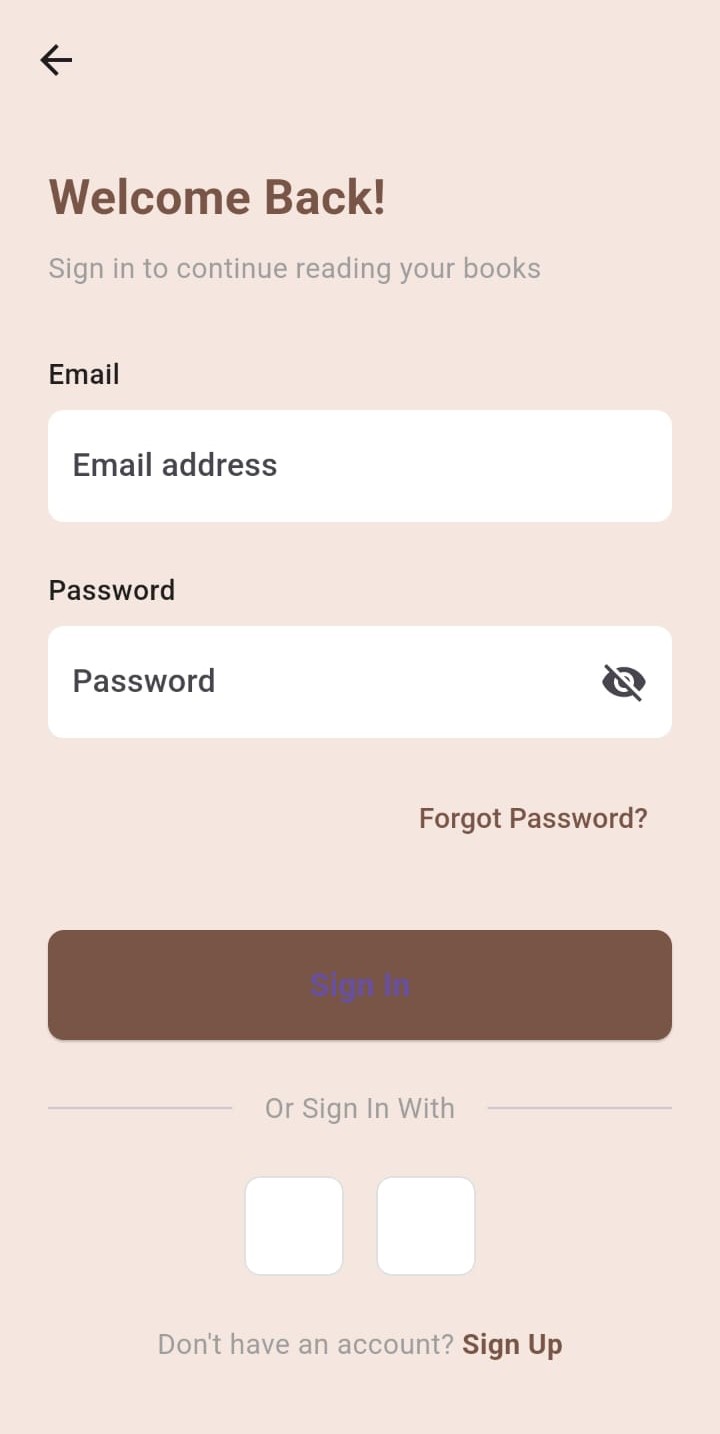 Welcome Back!
Sign in to continue reading your books
Email
Email address
Password
Password
Forgot Password?
Sign In
Or Sign In With
Don't have an account? Sign Up